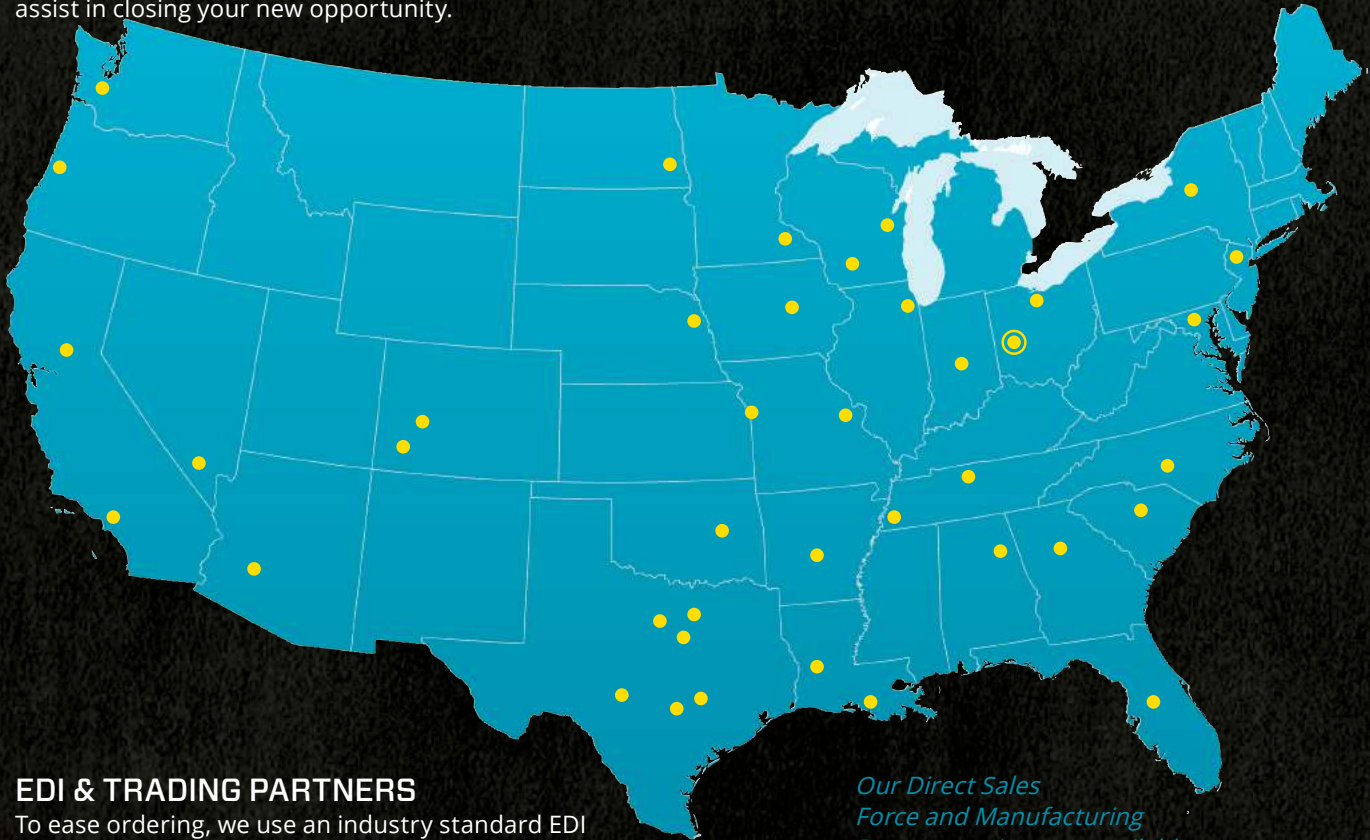 assist in closing your new opportunity.
EDI & TRADING PARTNERS
To ease ordering, we use an industry standard EDI
Our Direct Sales
Force and Manufacturing